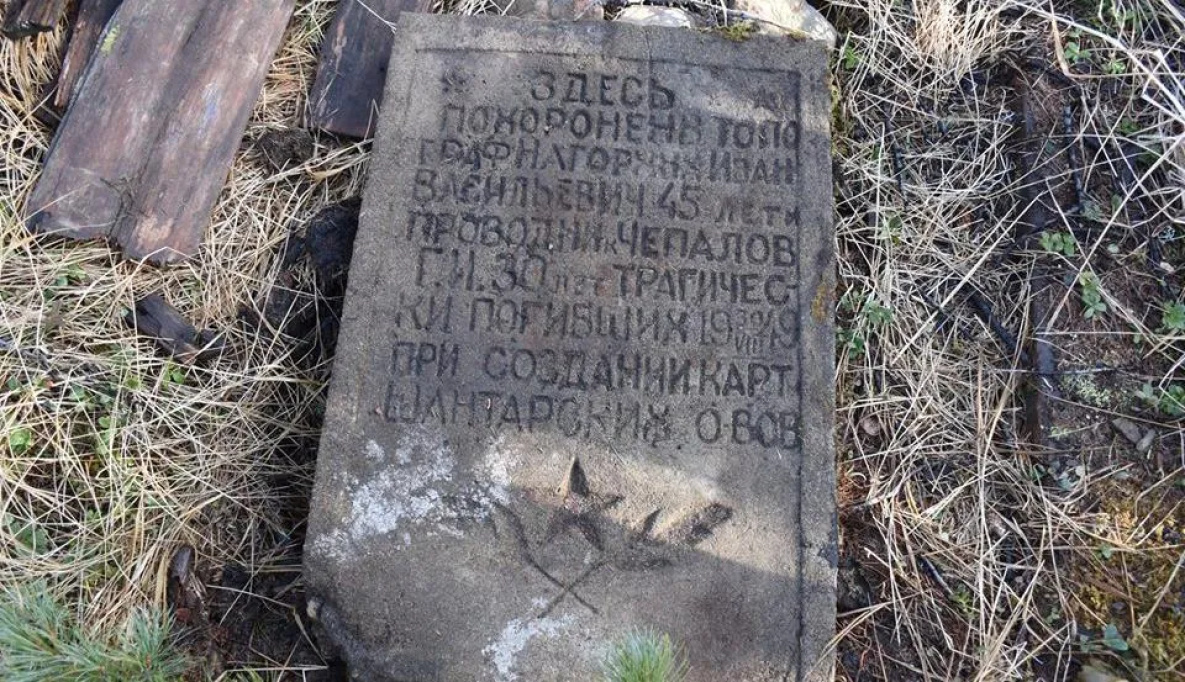 ЗДЕСЬ
ПОХОРОНЕНЫ ТОПО
ГРАФ ИВАН
ВАСИЛЬЕВИЧ 45 ЛЕТ И
ПРОВОДНИК ЧЕПАЛОВ
Г.И. 30 лет ТРАГИЧЕС-
КИ ПОГИБШИХ 19 30/VIII 49
ПРИ СОЗДАНИИ КАРТ
ШАНТАРСКИХ О-ВОВ